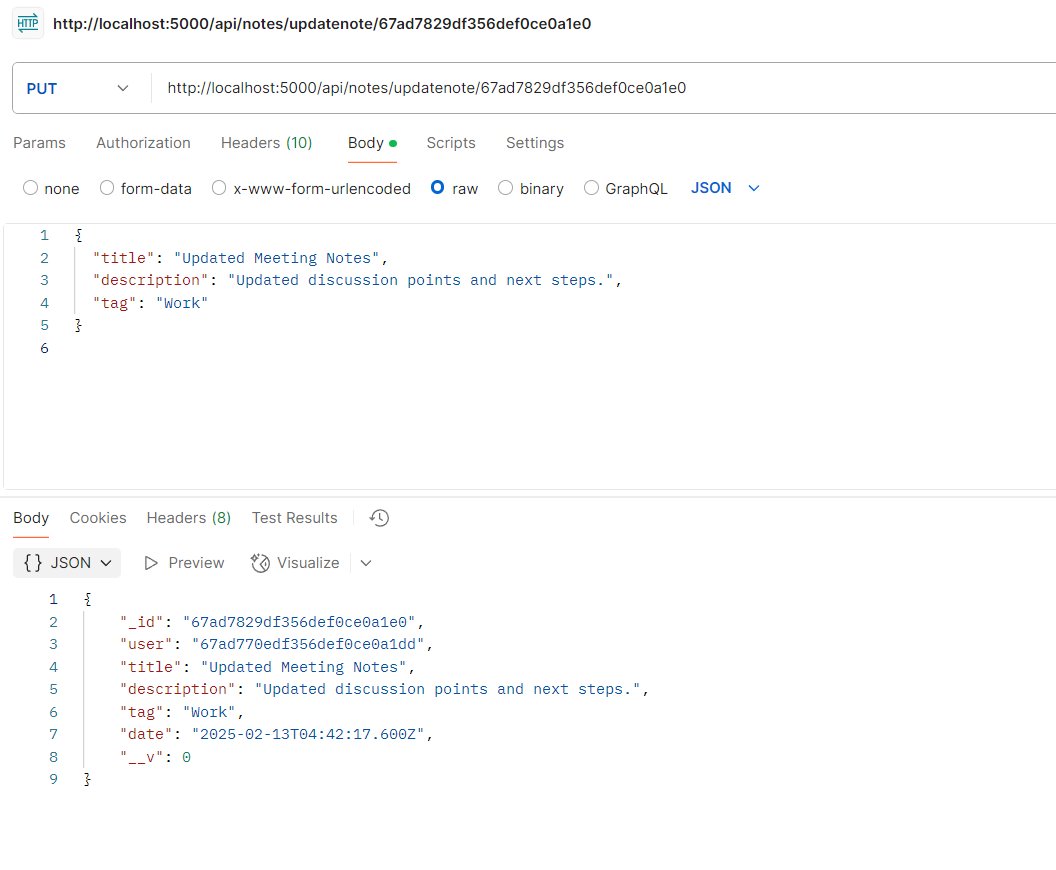 HTTP http://localhost:5000/api/notes/updatenote/67ad7829df356def0ce0a1e0
PUT http://localhost:5000/api/notes/updatenote/67ad7829df356def0ce0a1e0
Params Authorization Headers (10) Body Scripts Settings
none form-data x-www-form-urlencoded raw binary GraphQL JSON
1 {
2 "title": "Updated Meeting Notes",
3 "description": "Updated discussion points and next steps.",
4 "tag": "Work"
5 }
6
Body Cookies Headers (8) Test Results
{} JSON Preview Visualize
1 {
2 "_id": "67ad7829df356def0ce0a1e0",
3 "user": "67ad770edf356def0ce0a1dd",
4 "title": "Updated Meeting Notes",
5 "description": "Updated discussion points and next steps.",
6 "tag": "Work",
7 "date": "2025-02-13T04:42:17.600Z",
8 "__v": 0
9 }